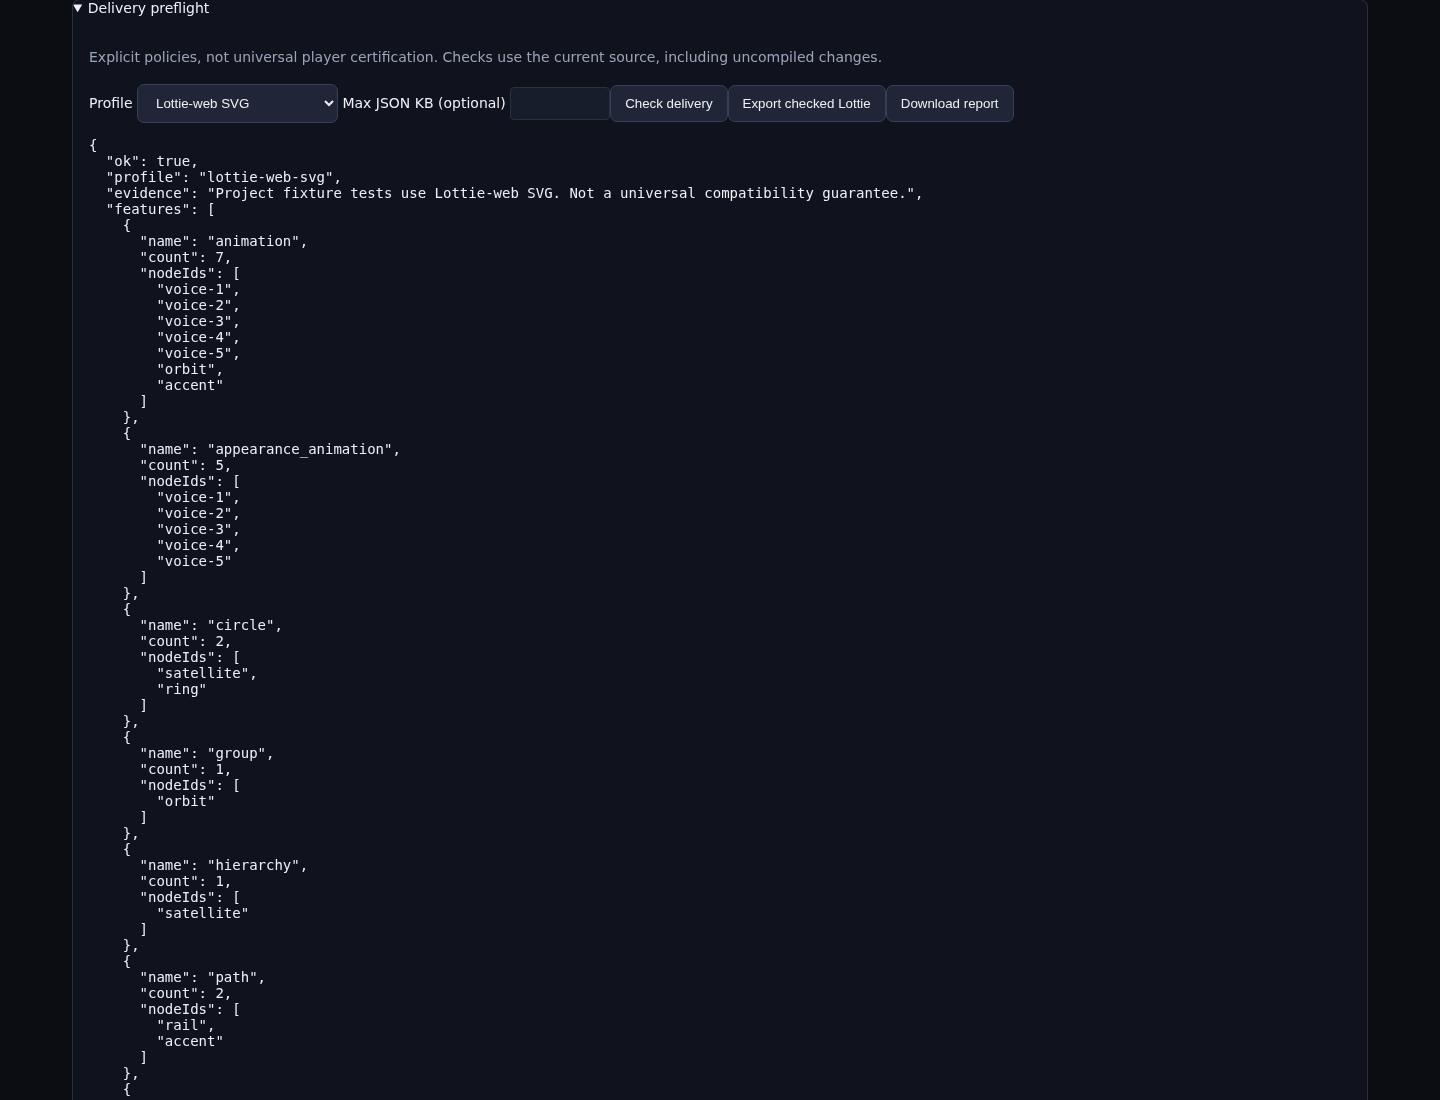 ▼ Delivery preflight
Explicit policies, not universal player certification. Checks use the current source, including uncompiled changes.
Profile Lottie-web SVG Max JSON KB (optional) Check delivery Export checked Lottie Download report
{
  "ok": true,
  "profile": "lottie-web-svg",
  "evidence": "Project fixture tests use Lottie-web SVG. Not a universal compatibility guarantee.",
  "features": [
    {
      "name": "animation",
      "count": 7,
      "nodeIds": [
        "voice-1",
        "voice-2",
        "voice-3",
        "voice-4",
        "voice-5",
        "orbit",
        "accent"
      ]
    },
    {
      "name": "appearance_animation",
      "count": 5,
      "nodeIds": [
        "voice-1",
        "voice-2",
        "voice-3",
        "voice-4",
        "voice-5"
      ]
    },
    {
      "name": "circle",
      "count": 2,
      "nodeIds": [
        "satellite",
        "ring"
      ]
    },
    {
      "name": "group",
      "count": 1,
      "nodeIds": [
        "orbit"
      ]
    },
    {
      "name": "hierarchy",
      "count": 1,
      "nodeIds": [
        "satellite"
      ]
    },
    {
      "name": "path",
      "count": 2,
      "nodeIds": [
        "rail",
        "accent"
      ]
    },
    {